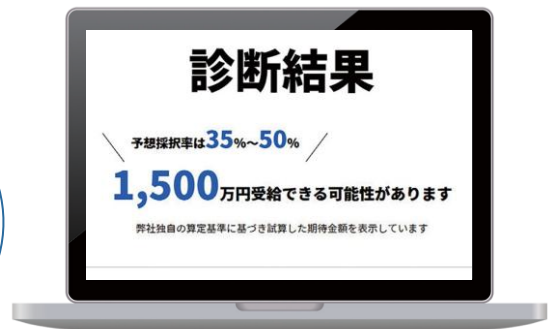 診断結果
予想採択率は35%~50%
1,500万円受給できる可能性があります
弊社独自の算定基準に基づき試算した期待金額を表示しています